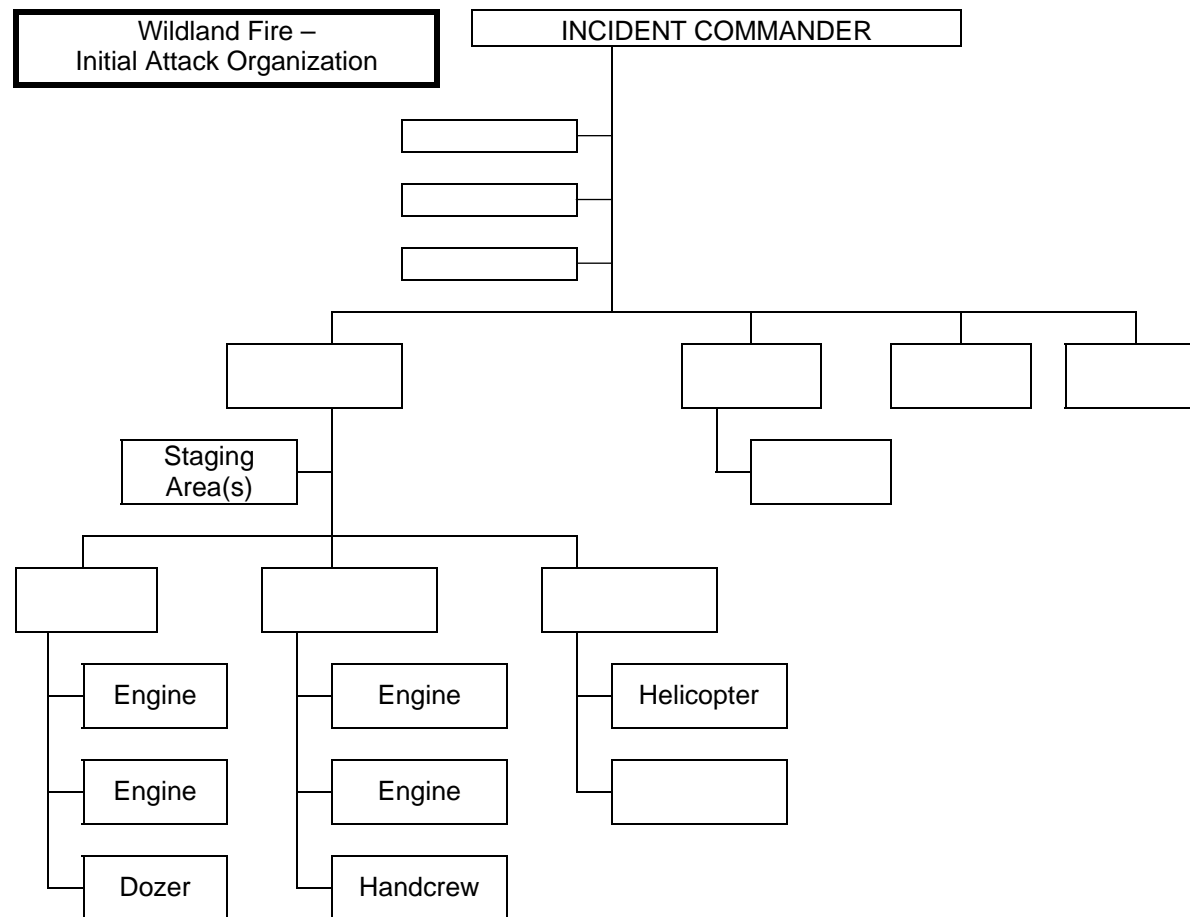 Wildland Fire –
Initial Attack Organization
INCIDENT COMMANDER
Staging
Area(s)
Engine
Engine
Helicopter
Engine
Engine
Dozer
Handcrew